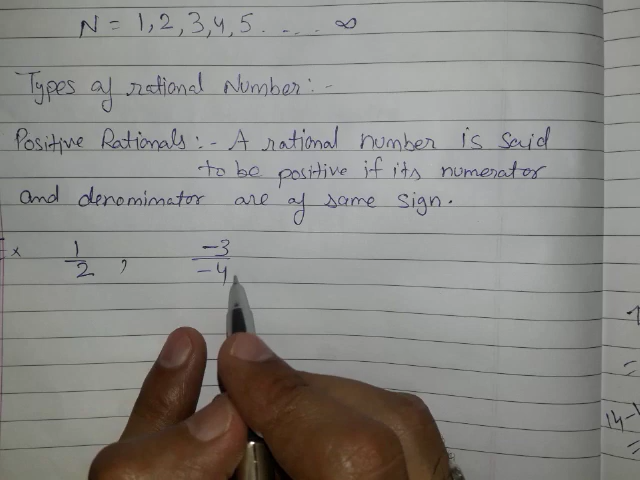 N = 1, 2, 3, 4, 5 . . . . . ∞
Types of rational Number : -
Positive Rationals : - A rational number is said
to be positive if its numerator
and denominator are of same sign.
x 1/2 , -3/-4
=
14-
=